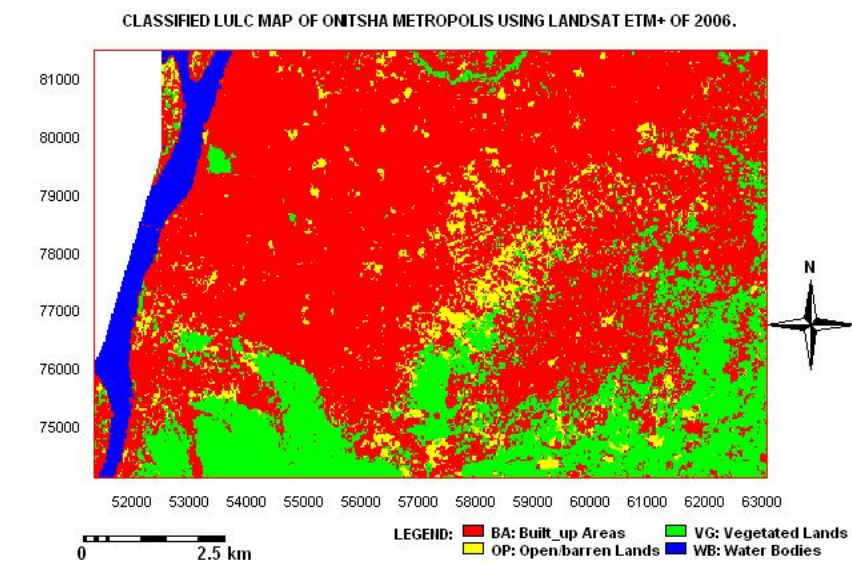 CLASSIFIED LULC MAP OF ONITSHA METROPOLIS USING LANDSAT ETM+ OF 2006.
81000
80000
79000
78000
77000
76000
75000
N
52000 53000 54000 55000 56000 57000 58000 59000 60000 61000 62000 63000
LEGEND: BA: Built_up Areas VG: Vegetated Lands
OP: Open/barren Lands WB: Water Bodies
0 2.5 km